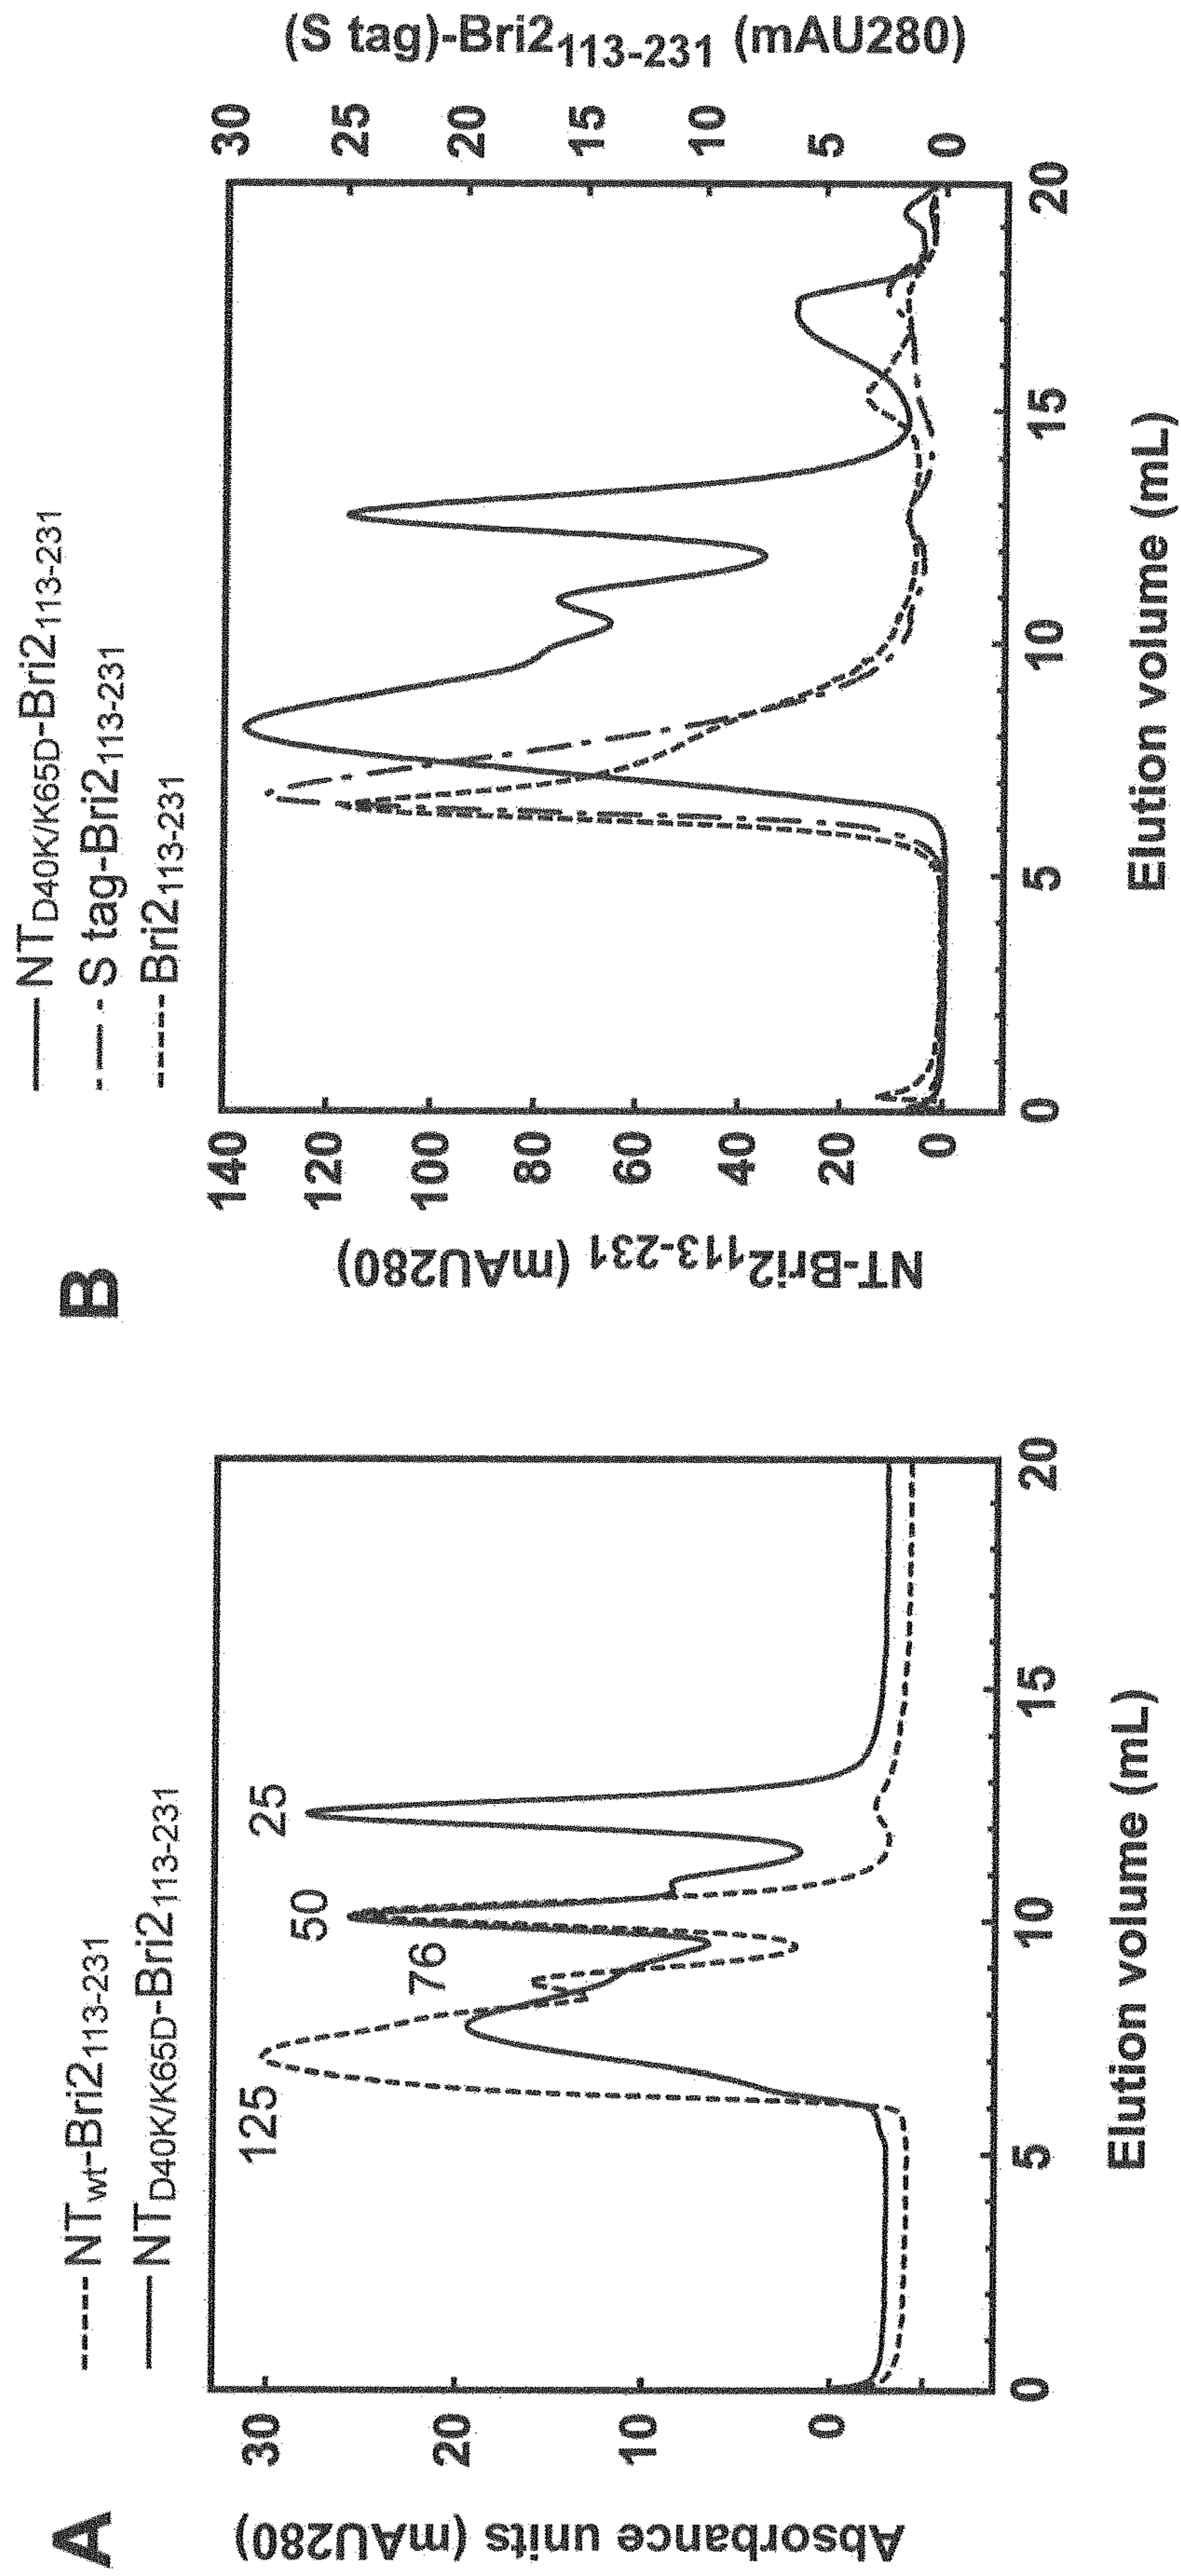 A
NTwt-Bri2113-231
NTD40K/K65D-Bri2113-231
Absorbance units (mAU280)
30
20
10
0
125
76
50
25
0
5
10
15
20
Elution volume (mL)
B
NTD40K/K65D-Bri2113-231
S tag-Bri2113-231
Bri2113-231
NT-Bri2113-231 (mAU280)
140
120
100
80
60
40
20
0
(S tag)-Bri2113-231 (mAU280)
30
25
20
15
10
5
0
0
5
10
15
20
Elution volume (mL)